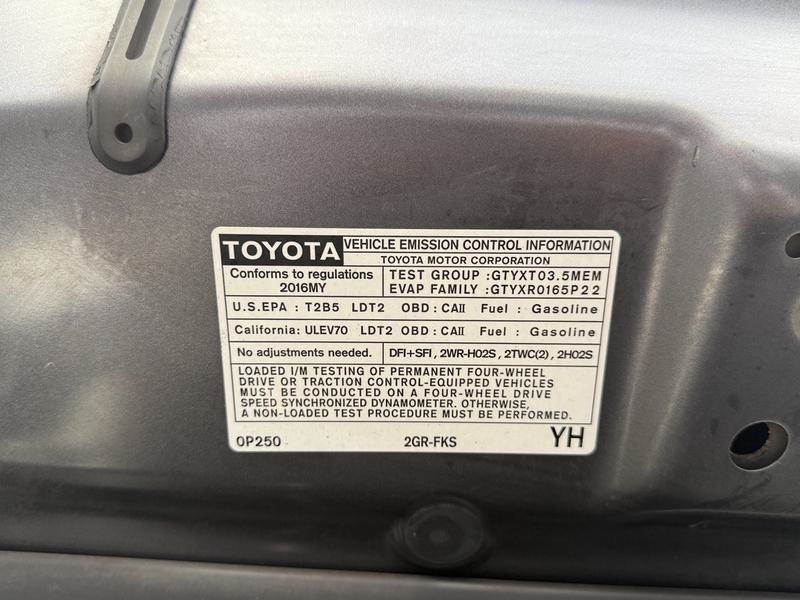 TOYOTA VEHICLE EMISSION CONTROL INFORMATION
TOYOTA MOTOR CORPORATION
Conforms to regulations
2016MY
TEST GROUP :GTYXT03.5MEM
EVAP FAMILY :GTYXR0165P22
U.S.EPA : T2B5 LDT2 OBD : CAII Fuel : Gasoline
California: ULEV70 LDT2 OBD : CAII Fuel : Gasoline
No adjustments needed. DFI+SFI , 2WR-HO2S , 2TWC(2) , 2HO2S
LOADED I/M TESTING OF PERMANENT FOUR-WHEEL
DRIVE OR TRACTION CONTROL-EQUIPPED VEHICLES
MUST BE CONDUCTED ON A FOUR-WHEEL DRIVE
SPEED SYNCHRONIZED DYNAMOMETER. OTHERWISE,
A NON-LOADED TEST PROCEDURE MUST BE PERFORMED.
0P250 2GR-FKS YH